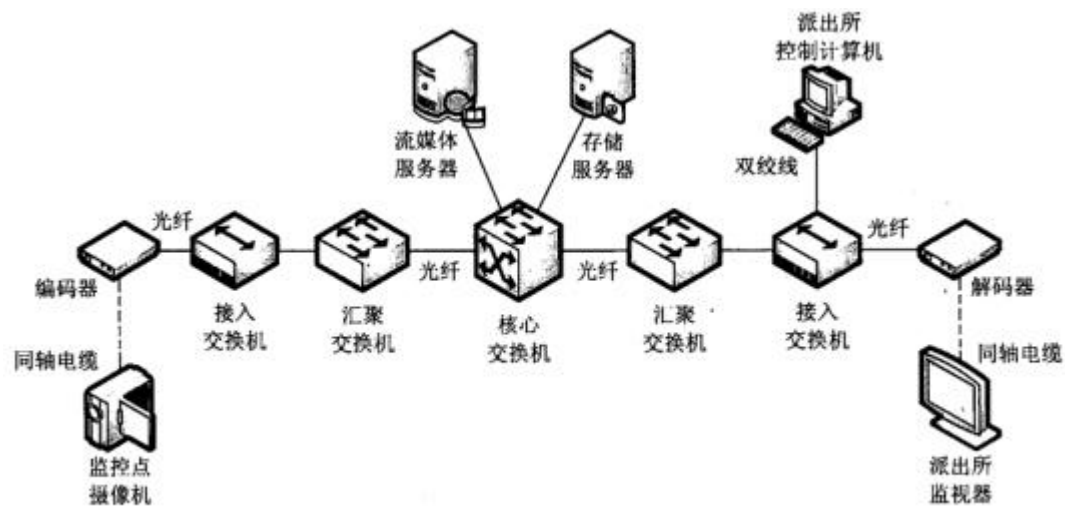 派出所
控制计算机
流媒体
服务器
存储
服务器
双绞线
光纤
光纤
编码器
光纤
光纤
解码器
接入
交换机
汇聚
交换机
核心
交换机
汇聚
交换机
接入
交换机
同轴电缆
同轴电缆
监控点
摄像机
派出所
监视器